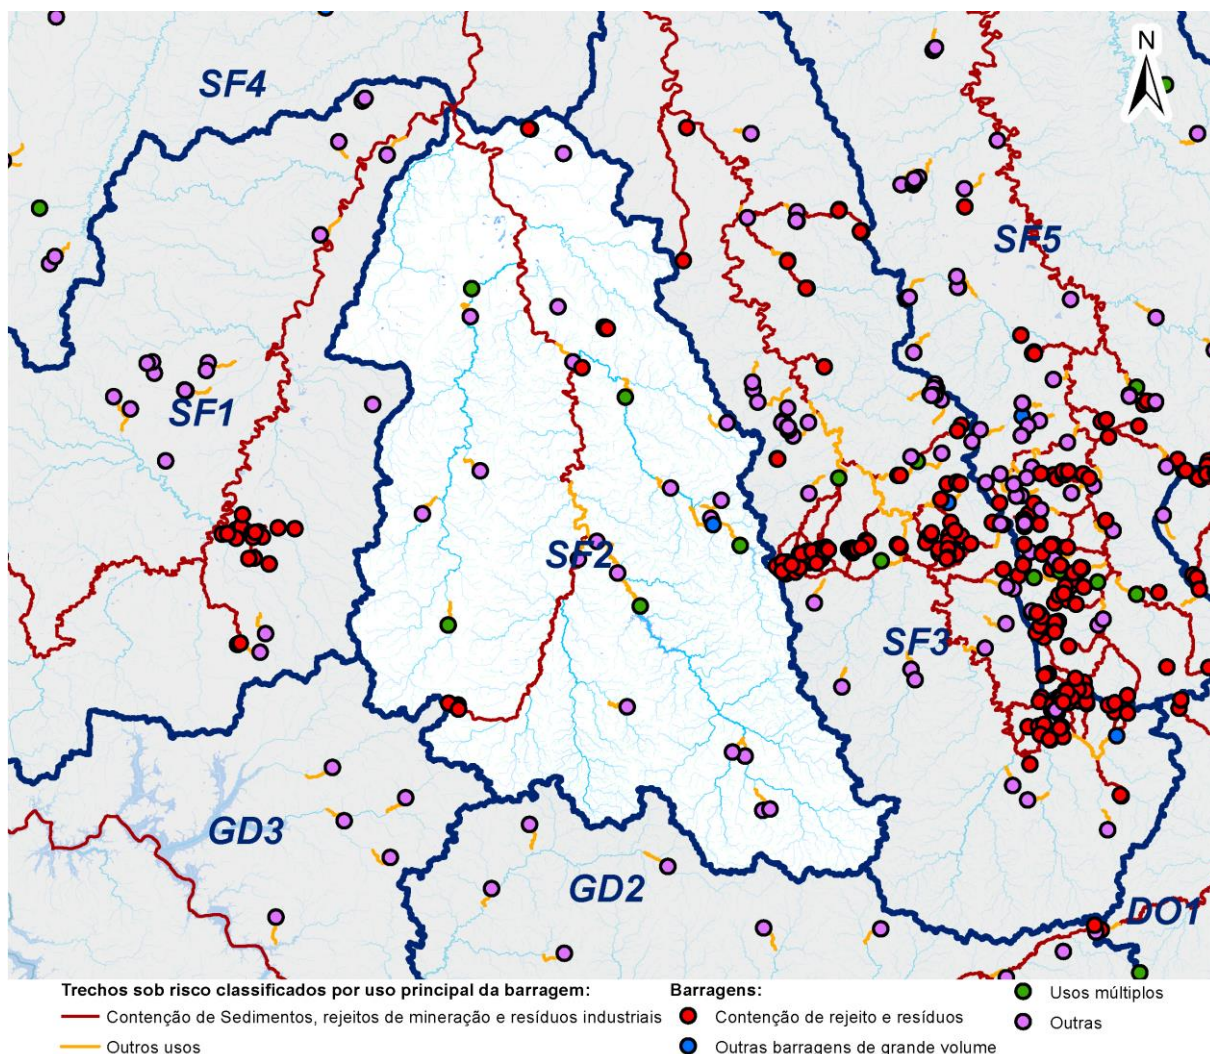 N
SF4
SF5
SF1
SF2
SF3
GD3
GD2
DO1
Trechos sob risco classificados por uso principal da barragem:
Contenção de Sedimentos, rejeitos de mineração e resíduos industriais
Outros usos
Barragens:
Contenção de rejeito e resíduos
Outras barragens de grande volume
Usos múltiplos
Outras